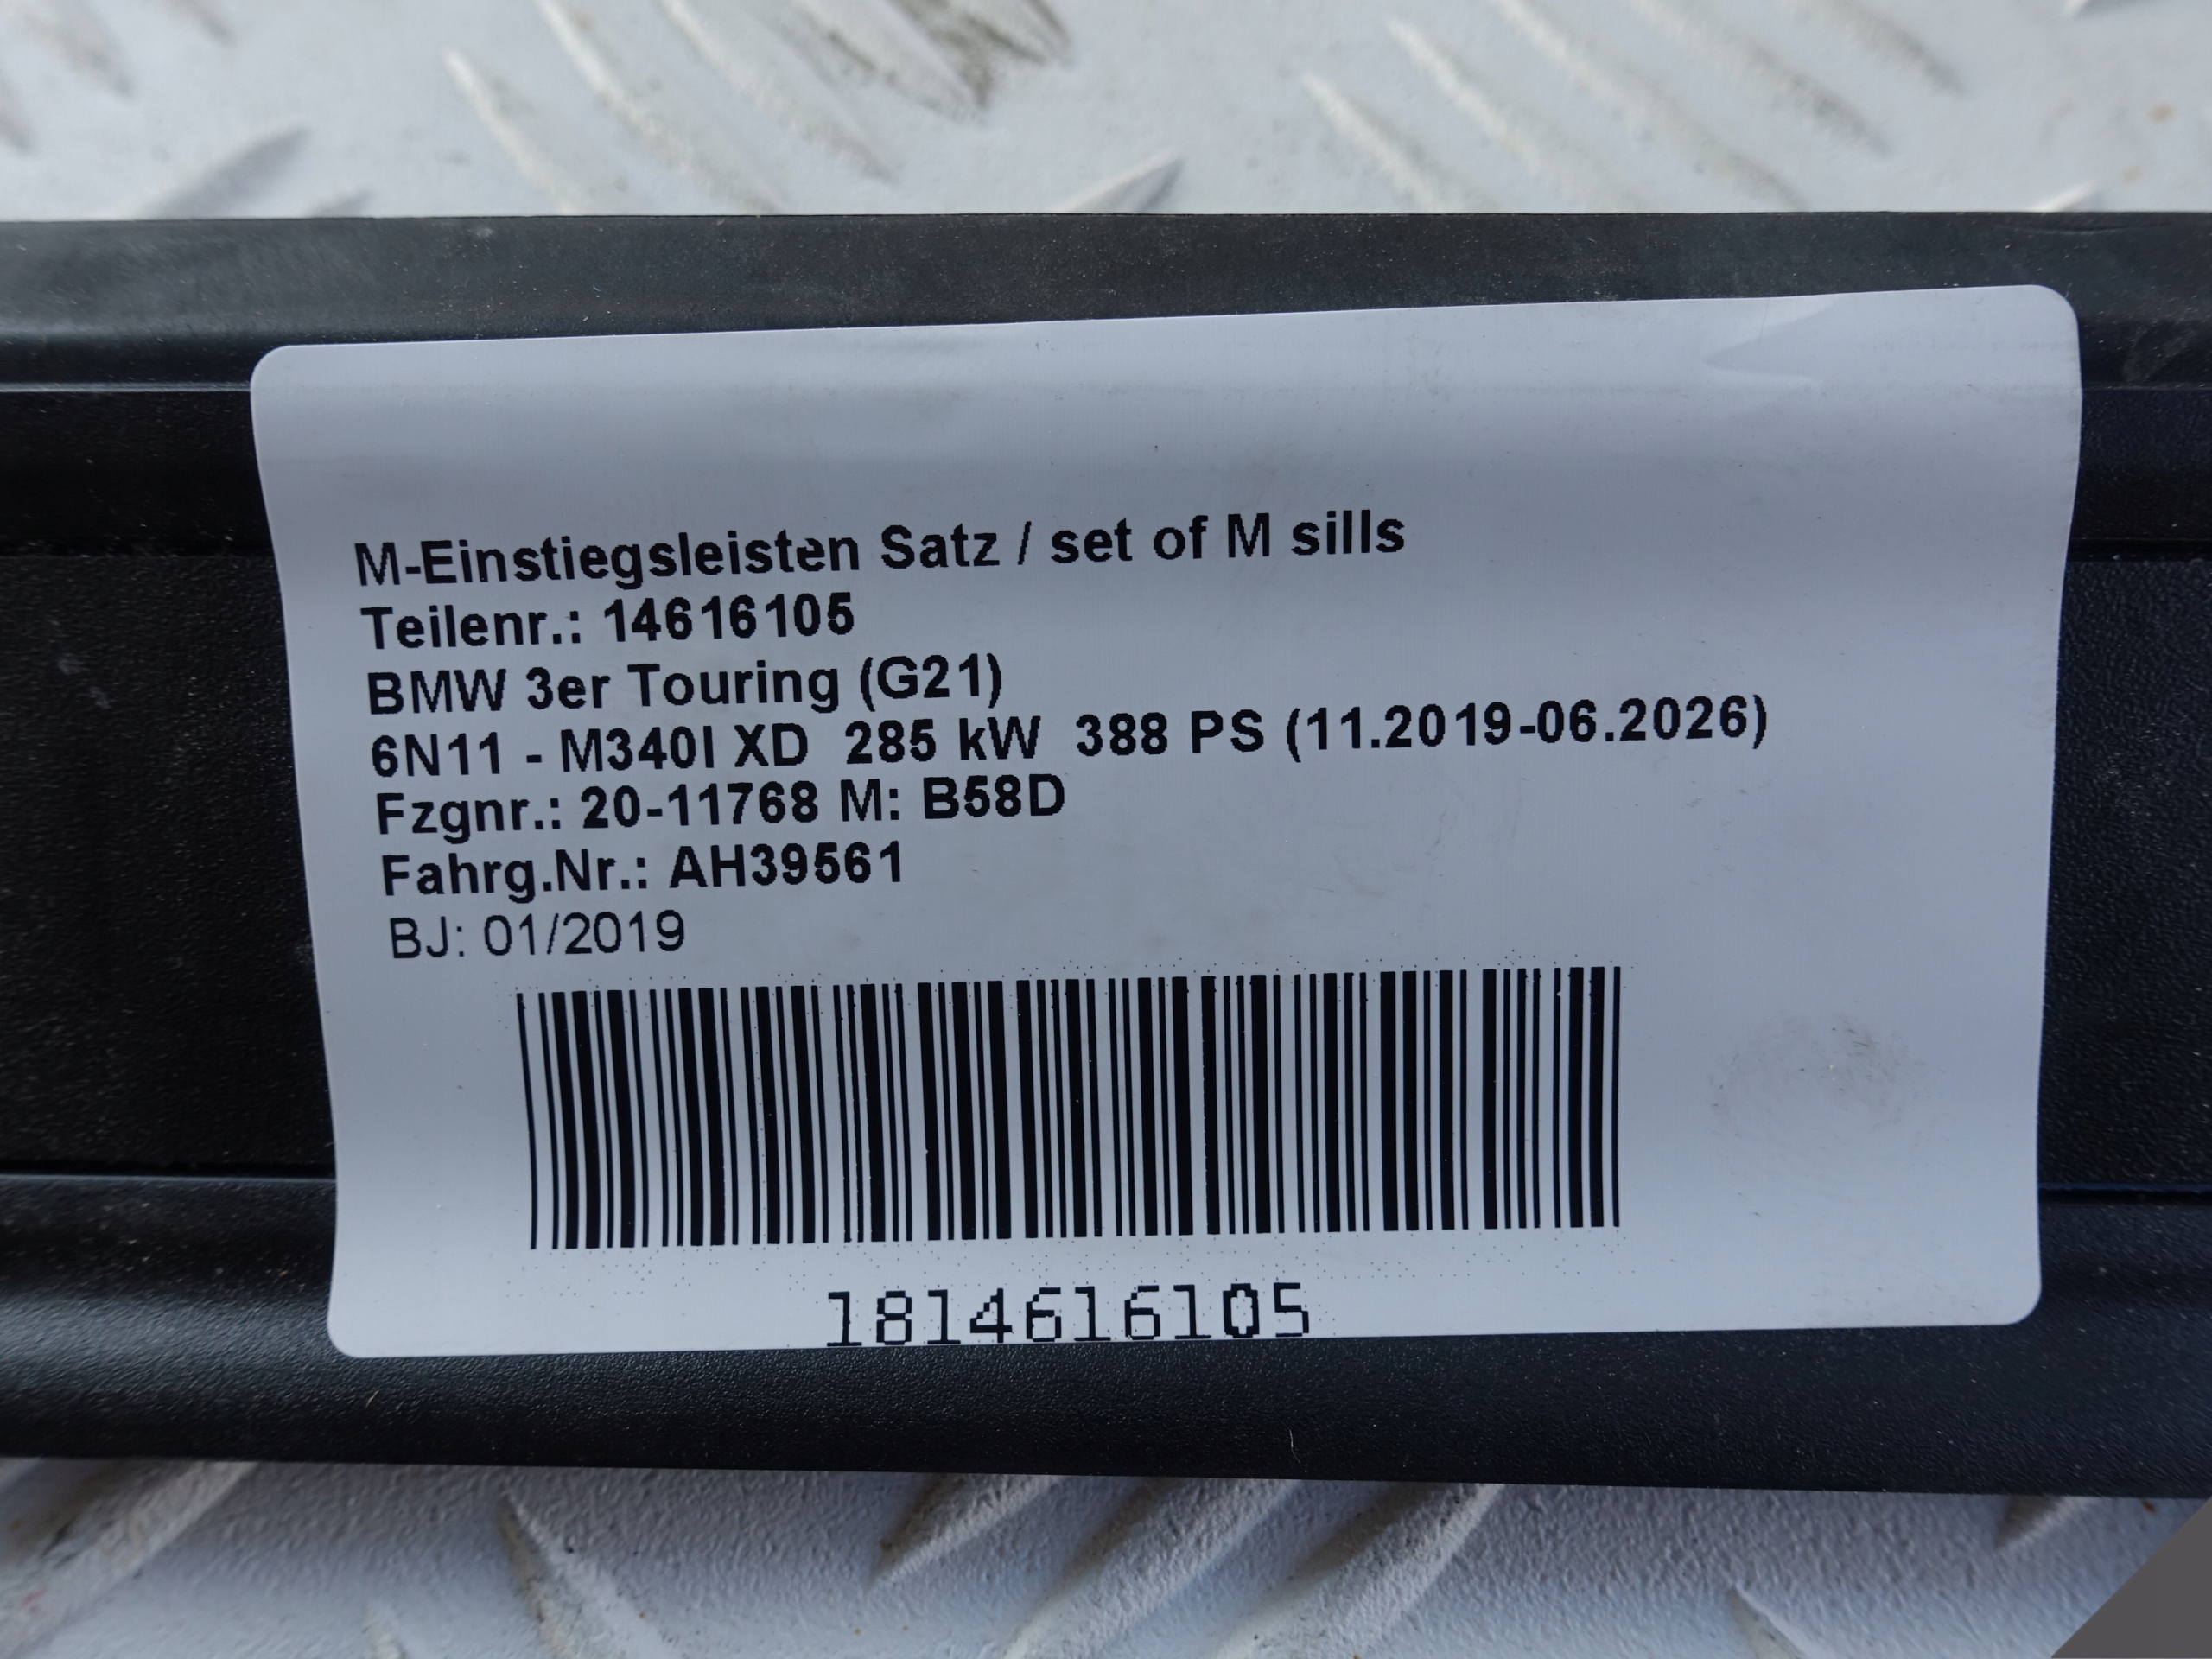 M-Einstiegsleisten Satz / set of M sills
Teilenr.: 14616105
BMW 3er Touring (G21)
6N11 - M340I XD  285 kW  388 PS (11.2019-06.2026)
Fzgnr.: 20-11768 M: B58D
Fahrg.Nr.: AH39561
BJ: 01/2019
1814616105